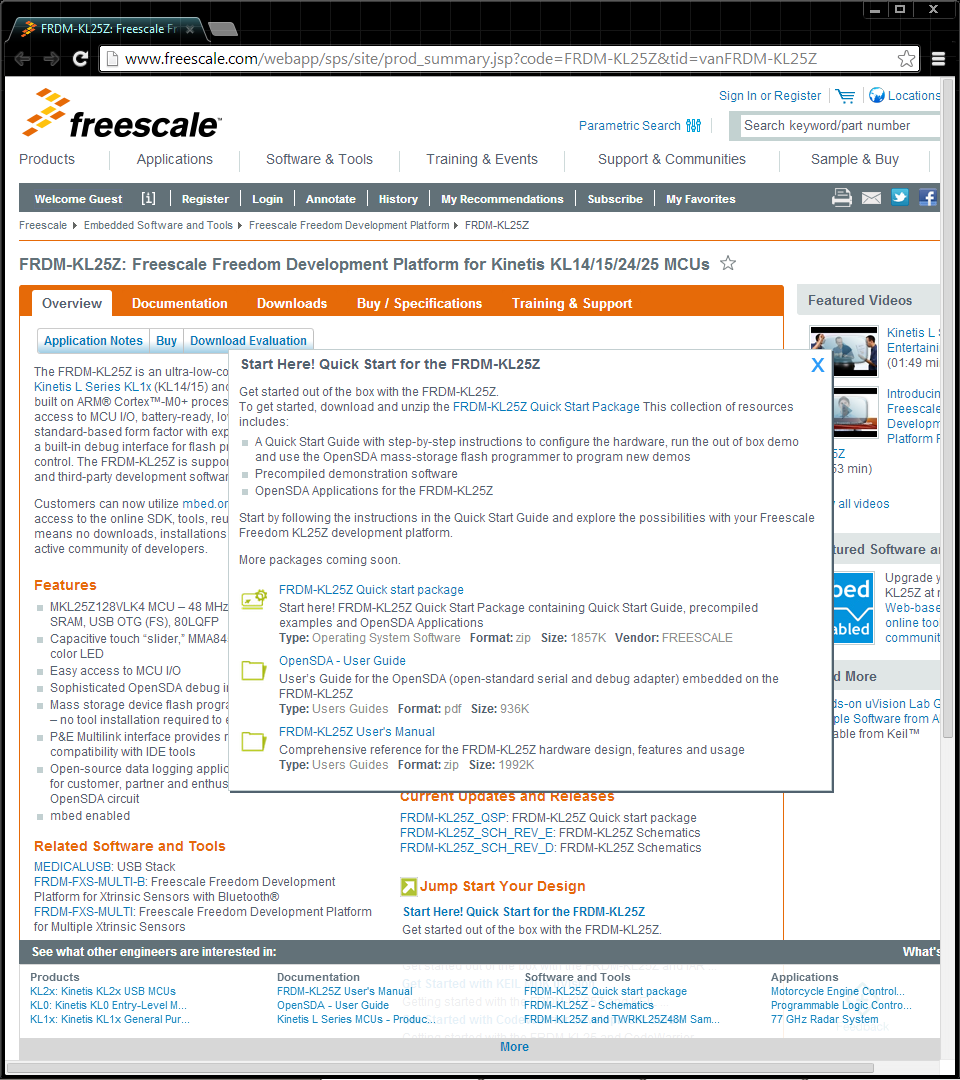 FRDM-KL25Z: Freescale Fr
www.freescale.com/webapp/sps/site/prod_summary.jsp?code=FRDM-KL25Z&tid=vanFRDM-KL25Z
Sign In or Register
Locations
freescale™
Parametric Search
Search keyword/part number
Products Applications Software & Tools Training & Events Support & Communities Sample & Buy
Welcome Guest [i] Register Login Annotate History My Recommendations Subscribe My Favorites
Freescale Embedded Software and Tools Freescale Freedom Development Platform FRDM-KL25Z
FRDM-KL25Z: Freescale Freedom Development Platform for Kinetis KL14/15/24/25 MCUs
Overview Documentation Downloads Buy / Specifications Training & Support
Application Notes Buy Download Evaluation
The FRDM-KL25Z is an ultra-low-co
Kinetis L Series KL1x (KL14/15) and
built on ARM® Cortex™-M0+ proces
access to MCU I/O, battery-ready, lo
standard-based form factor with exp
a built-in debug interface for flash pr
control. The FRDM-KL25Z is suppo
and third-party development softwar
Customers can now utilize mbed.or
access to the online SDK, tools, reu
means no downloads, installations
active community of developers.
Features
MKL25Z128VLK4 MCU – 48 MHz
SRAM, USB OTG (FS), 80LQFP
Capacitive touch “slider,” MMA84
color LED
Easy access to MCU I/O
Sophisticated OpenSDA debug i
Mass storage device flash progra
– no tool installation required to e
P&E Multilink interface provides r
compatibility with IDE tools
Open-source data logging applic
for customer, partner and enthus
OpenSDA circuit
mbed enabled
Related Software and Tools
MEDICALUSB: USB Stack
FRDM-FXS-MULTI-B: Freescale Freedom Development
Platform for Xtrinsic Sensors with Bluetooth®
FRDM-FXS-MULTI: Freescale Freedom Development Platform
for Multiple Xtrinsic Sensors
Start Here! Quick Start for the FRDM-KL25Z
X
Get started out of the box with the FRDM-KL25Z.
To get started, download and unzip the FRDM-KL25Z Quick Start Package This collection of resources
includes:
A Quick Start Guide with step-by-step instructions to configure the hardware, run the out of box demo
and use the OpenSDA mass-storage flash programmer to program new demos
Precompiled demonstration software
OpenSDA Applications for the FRDM-KL25Z
Start by following the instructions in the Quick Start Guide and explore the possibilities with your Freescale
Freedom KL25Z development platform.
More packages coming soon.
FRDM-KL25Z Quick start package
Start here! FRDM-KL25Z Quick Start Package containing Quick Start Guide, precompiled
examples and OpenSDA Applications
Type: Operating System Software Format: zip Size: 1857K Vendor: FREESCALE
OpenSDA - User Guide
User's Guide for the OpenSDA (open-standard serial and debug adapter) embedded on the
FRDM-KL25Z
Type: Users Guides Format: pdf Size: 936K
FRDM-KL25Z User's Manual
Comprehensive reference for the FRDM-KL25Z hardware design, features and usage
Type: Users Guides Format: zip Size: 1992K
Current Updates and Releases
FRDM-KL25Z_QSP: FRDM-KL25Z Quick start package
FRDM-KL25Z_SCH_REV_E: FRDM-KL25Z Schematics
FRDM-KL25Z_SCH_REV_D: FRDM-KL25Z Schematics
Jump Start Your Design
Start Here! Quick Start for the FRDM-KL25Z
Get started out of the box with the FRDM-KL25Z.
Featured Videos
Kinetis L S
Entertaini
(01:49 mi
Introducin
Freescale
Developm
Platform F
5Z
53 min)
all videos
tured Software an
bed
abled
Upgrade y
KL25Z at n
Web-base
online tool
communit
d More
ds-on uVision Lab G
ple Software from A
lable from Keil™
See what other engineers are interested in:
What's
Products
KL2x: Kinetis KL2x USB MCUs
KL0: Kinetis KL0 Entry-Level M...
KL1x: Kinetis KL1x General Pur...
Documentation
FRDM-KL25Z User's Manual
OpenSDA - User Guide
Kinetis L Series MCUs - Produc...
Software and Tools
FRDM-KL25Z Quick start package
FRDM-KL25Z - Schematics
FRDM-KL25Z and TWRKL25Z48M Sam...
Applications
Motorcycle Engine Control...
Programmable Logic Contro...
77 GHz Radar System
More